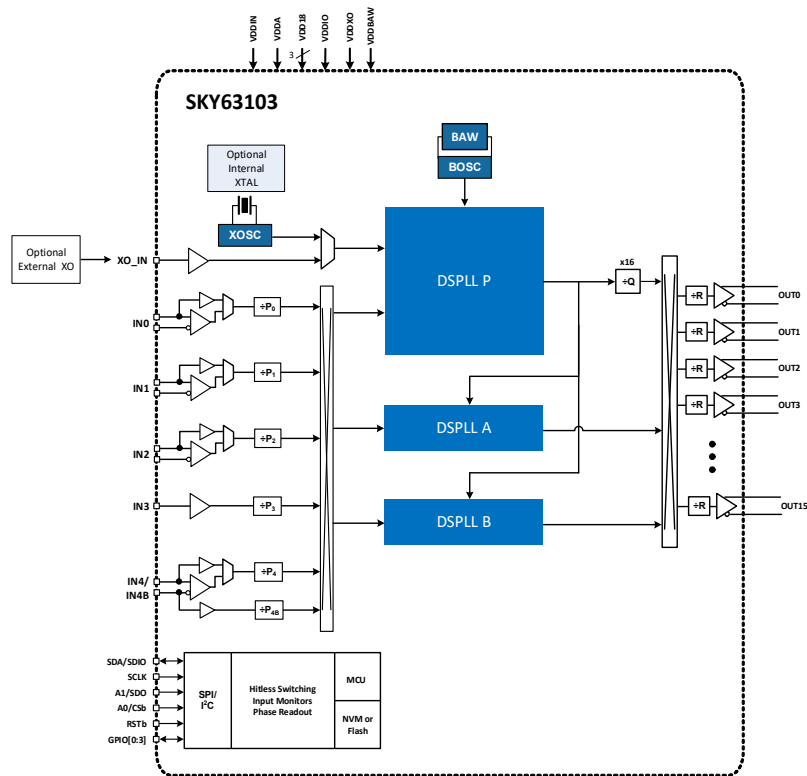 VDDIN
VDDA
VDD18
VDDIO
VDDXO
VDDBAW
3
SKY63103
Optional
Internal
XTAL
XOSC
BAW
BOSC
Optional
External XO
XO_IN
DSPLL P
x16
÷Q
IN0
÷P0
IN1
÷P1
IN2
÷P2
IN3
÷P3
IN4/
IN4B
÷P4
÷P4B
DSPLL A
DSPLL B
÷R
OUT0
÷R
OUT1
÷R
OUT2
÷R
OUT3
÷R
OUT15
SDA/SDIO
SCLK
A1/SDO
A0/CSb
RSTb
GPIO[0:3]
SPI/
I²C
Hitless Switching
Input Monitors
Phase Readout
MCU
NVM or
Flash